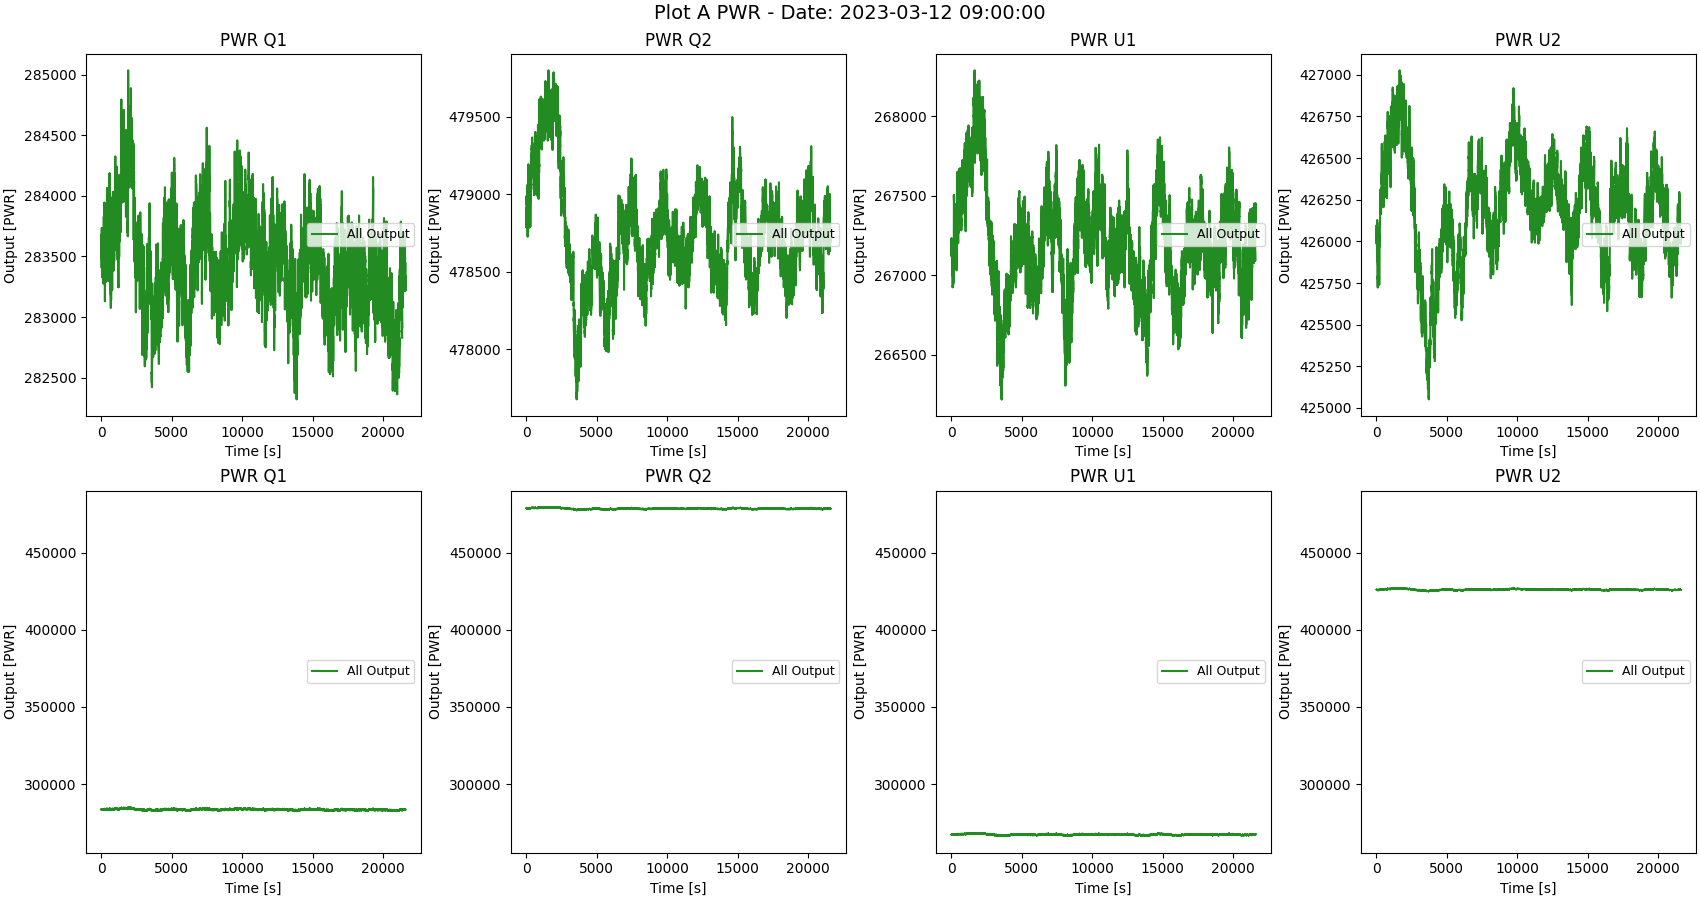 Plot A PWR - Date: 2023-03-12 09:00:00
PWR Q1
Output [PWR]
285000
284500
284000
283500
283000
282500
0 5000 10000 15000 20000
Time [s]
All Output
PWR Q2
Output [PWR]
479500
479000
478500
478000
0 5000 10000 15000 20000
Time [s]
All Output
PWR U1
Output [PWR]
268000
267500
267000
266500
0 5000 10000 15000 20000
Time [s]
All Output
PWR U2
Output [PWR]
427000
426750
426500
426250
426000
425750
425500
425250
425000
0 5000 10000 15000 20000
Time [s]
All Output
PWR Q1
Output [PWR]
450000
400000
350000
300000
0 5000 10000 15000 20000
Time [s]
All Output
PWR Q2
Output [PWR]
450000
400000
350000
300000
0 5000 10000 15000 20000
Time [s]
All Output
PWR U1
Output [PWR]
450000
400000
350000
300000
0 5000 10000 15000 20000
Time [s]
All Output
PWR U2
Output [PWR]
450000
400000
350000
300000
0 5000 10000 15000 20000
Time [s]
All Output